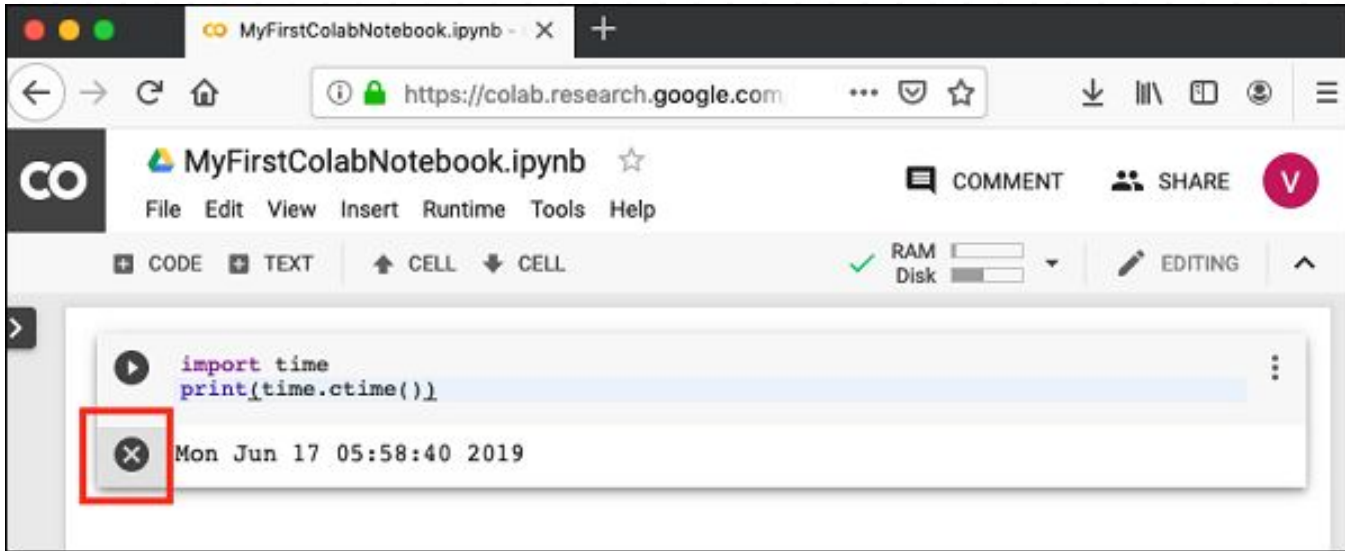 CO MyFirstColabNotebook.ipynb -
https://colab.research.google.com
CO MyFirstColabNotebook.ipynb
COMMENT SHARE V
File Edit View Insert Runtime Tools Help
CODE TEXT CELL CELL RAM Disk EDITING
import time
print(time.ctime())
Mon Jun 17 05:58:40 2019